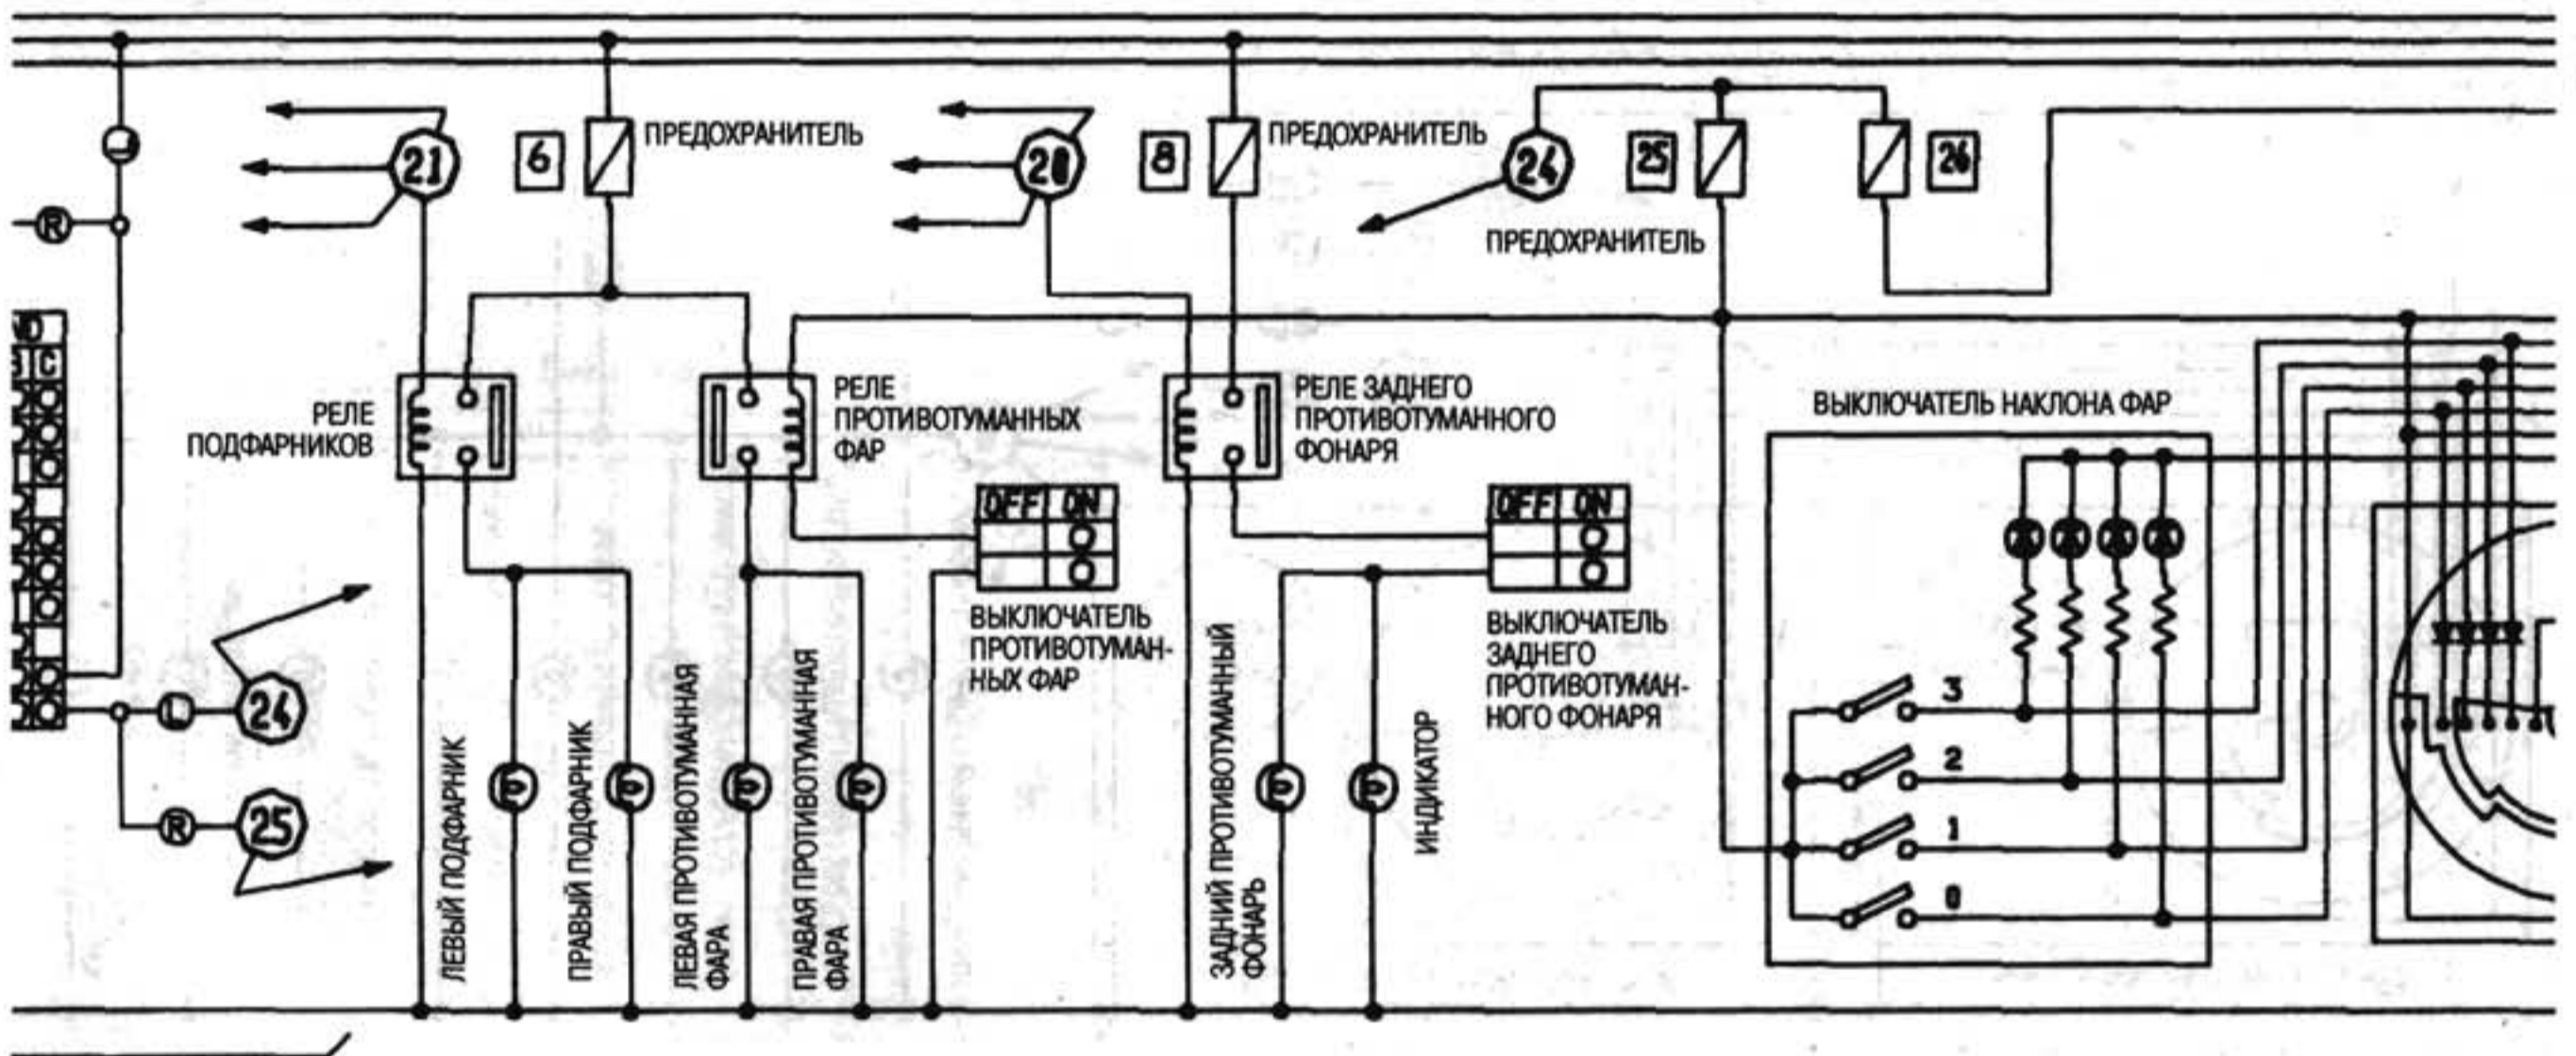 21
6
ПРЕДОХРАНИТЕЛЬ
20
8
ПРЕДОХРАНИТЕЛЬ
24
25
26
ПРЕДОХРАНИТЕЛЬ
R
C
РЕЛЕ
ПОДФАРНИКОВ
РЕЛЕ
ПРОТИВОТУМАННЫХ
ФАР
РЕЛЕ ЗАДНЕГО
ПРОТИВОТУМАННОГО
ФОНАРЯ
ВЫКЛЮЧАТЕЛЬ НАКЛОНА ФАР
OFF ON
ВЫКЛЮЧАТЕЛЬ
ПРОТИВОТУМАН-
НЫХ ФАР
OFF ON
ВЫКЛЮЧАТЕЛЬ
ЗАДНЕГО
ПРОТИВОТУМАН-
НОГО ФОНАРЯ
L
24
R
25
ЛЕВЫЙ ПОДФАРНИК
ПРАВЫЙ ПОДФАРНИК
ЛЕВАЯ ПРОТИВОТУМАННАЯ
ФАРА
ПРАВАЯ ПРОТИВОТУМАННАЯ
ФАРА
ЗАДНИЙ ПРОТИВОТУМАННЫЙ
ФОНАРЬ
ИНДИКАТОР
3
2
1
0